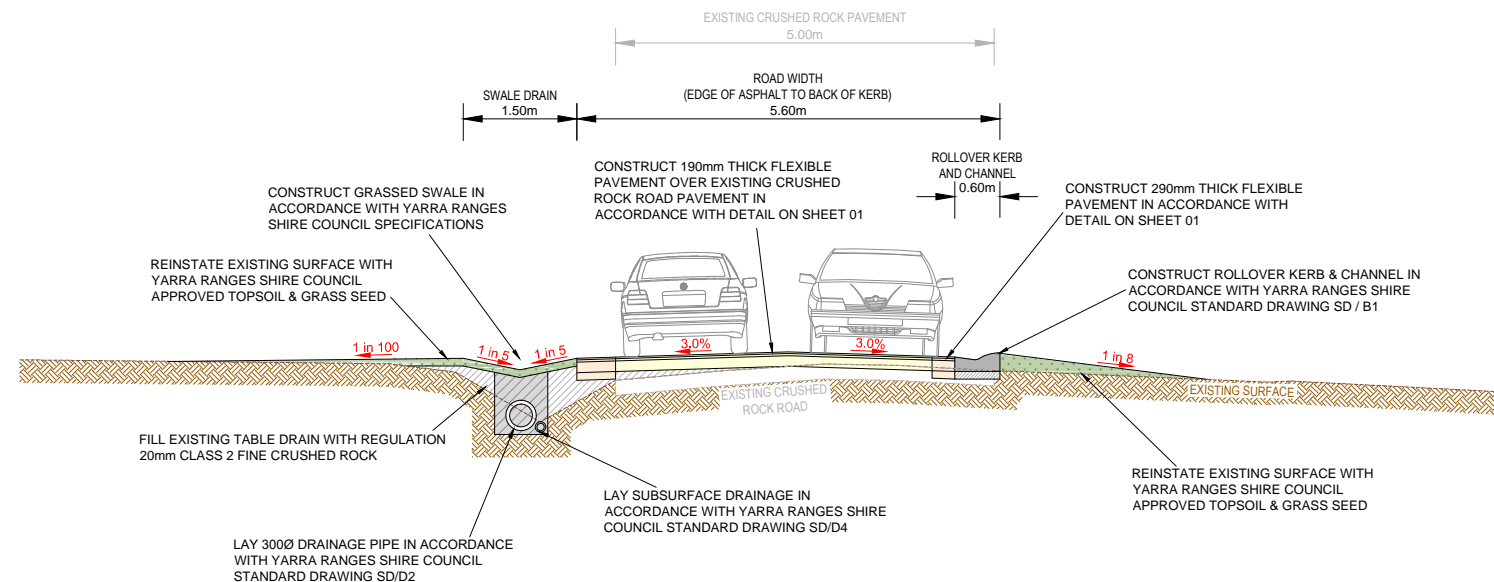 EXISTING CRUSHED ROCK PAVEMENT
5.00m
ROAD WIDTH
(EDGE OF ASPHALT TO BACK OF KERB)
5.60m
SWALE DRAIN
1.50m
ROLLOVER KERB
AND CHANNEL
0.60m
CONSTRUCT 190mm THICK FLEXIBLE
PAVEMENT OVER EXISTING CRUSHED
ROCK ROAD PAVEMENT IN
ACCORDANCE WITH DETAIL ON SHEET 01
CONSTRUCT GRASSED SWALE IN
ACCORDANCE WITH YARRA RANGES
SHIRE COUNCIL SPECIFICATIONS
CONSTRUCT 290mm THICK FLEXIBLE
PAVEMENT IN ACCORDANCE WITH
DETAIL ON SHEET 01
REINSTATE EXISTING SURFACE WITH
YARRA RANGES SHIRE COUNCIL
APPROVED TOPSOIL & GRASS SEED
CONSTRUCT ROLLOVER KERB & CHANNEL IN
ACCORDANCE WITH YARRA RANGES SHIRE
COUNCIL STANDARD DRAWING SD / B1
1 in 100
1 in 5
1 in 5
3.0%
3.0%
1 in 8
EXISTING CRUSHED
ROCK ROAD
EXISTING SURFACE
FILL EXISTING TABLE DRAIN WITH REGULATION
20mm CLASS 2 FINE CRUSHED ROCK
LAY SUBSURFACE DRAINAGE IN
ACCORDANCE WITH YARRA RANGES SHIRE
COUNCIL STANDARD DRAWING SD/D4
REINSTATE EXISTING SURFACE WITH
YARRA RANGES SHIRE COUNCIL
APPROVED TOPSOIL & GRASS SEED
LAY 300Ø DRAINAGE PIPE IN ACCORDANCE
WITH YARRA RANGES SHIRE COUNCIL
STANDARD DRAWING SD/D2